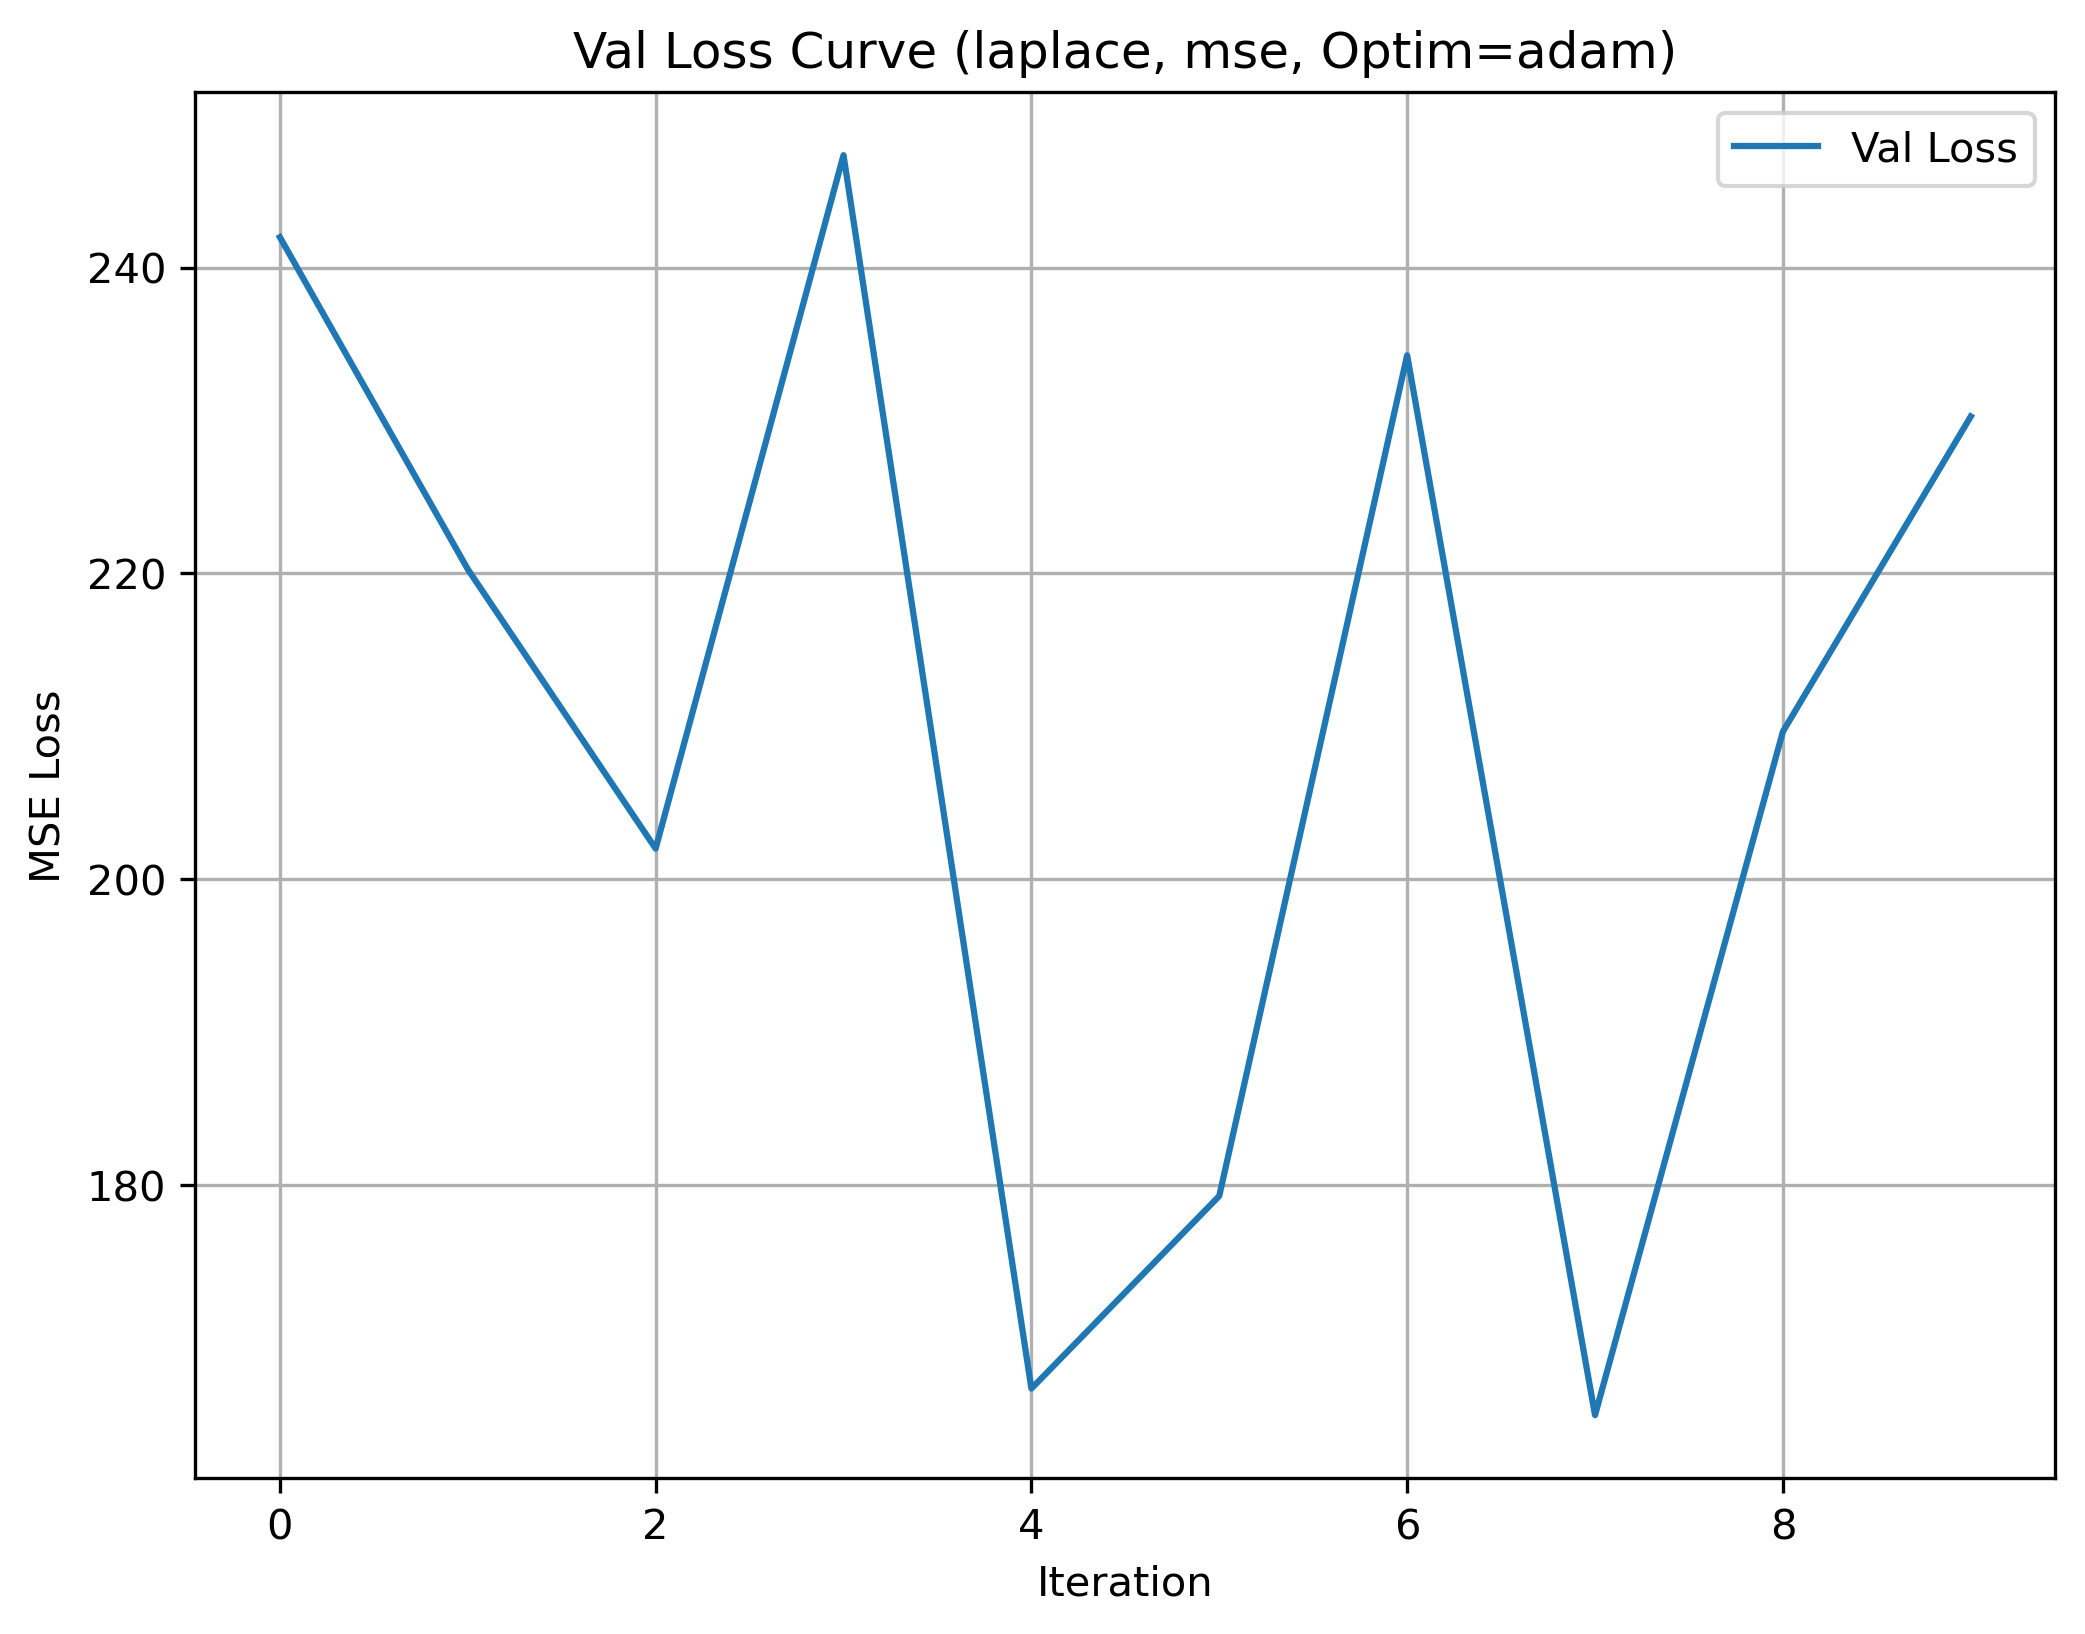 Val Loss Curve (laplace, mse, Optim=adam)
Val Loss
240
220
200
180
MSE Loss
0 2 4 6 8
Iteration